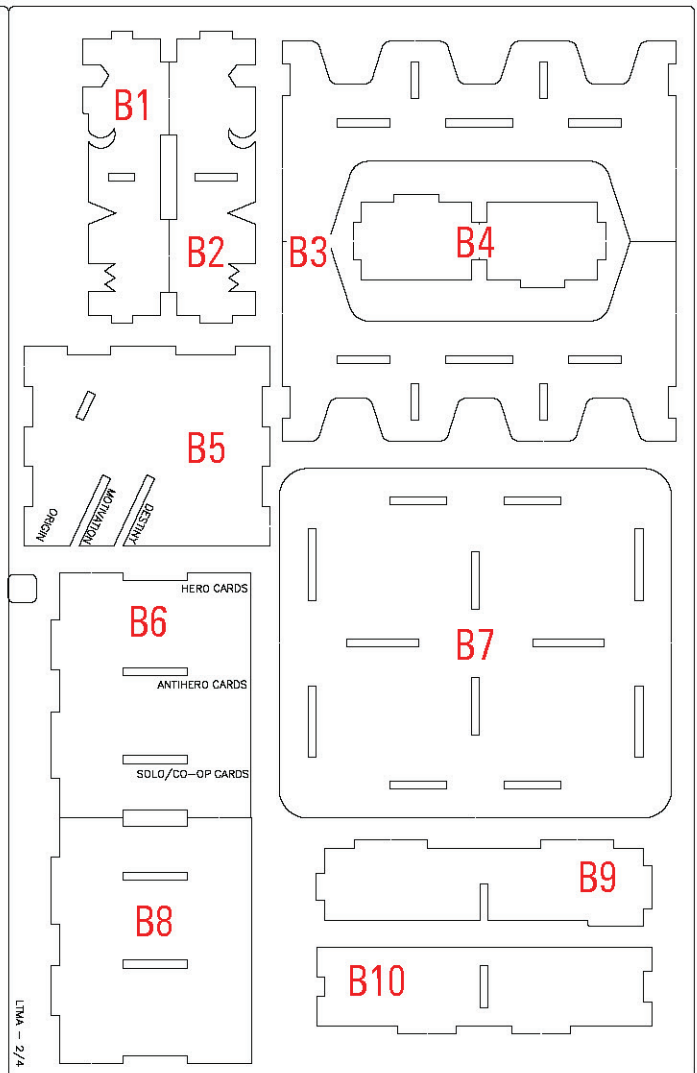 B1
B2
B3
B4
B5
ORIGIN
MOTIVATION
DESTINY
B6
HERO CARDS
ANTIHERO CARDS
SOLO/CO-OP CARDS
B7
B8
B9
B10
LTMA - 2/4